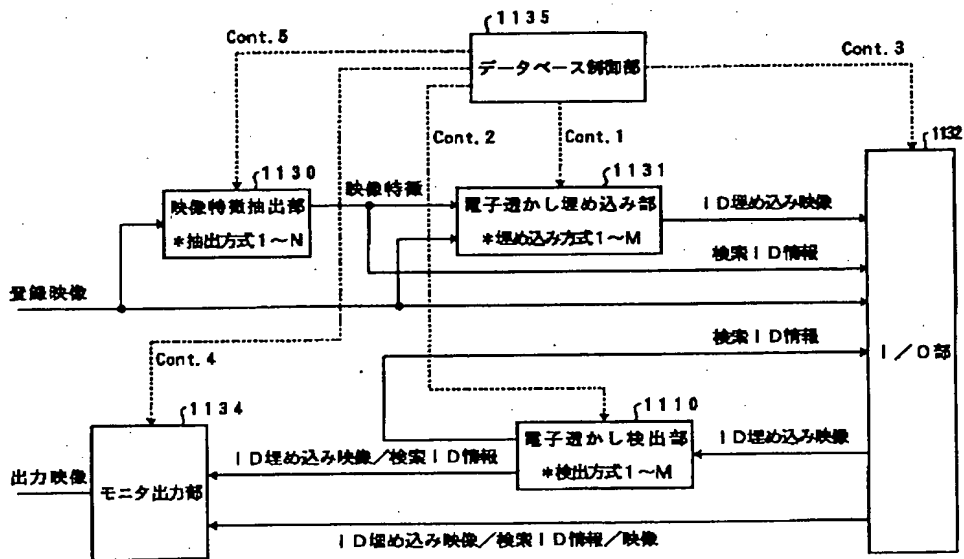 1135
Cont.5
データベース制御部
Cont.3
Cont.2
Cont.1
1132
1130
映像特徴
1131
映像特徴抽出部
*抽出方式1～N
電子透かし埋め込み部
*埋め込み方式1～M
ID埋め込み映像
検索ID情報
登録映像
検索ID情報
I/O部
Cont.4
1134
1110
電子透かし検出部
*検出方式1～M
ID埋め込み映像
ID埋め込み映像/検索ID情報
出力映像
モニタ出力部
ID埋め込み映像/検索ID情報/映像